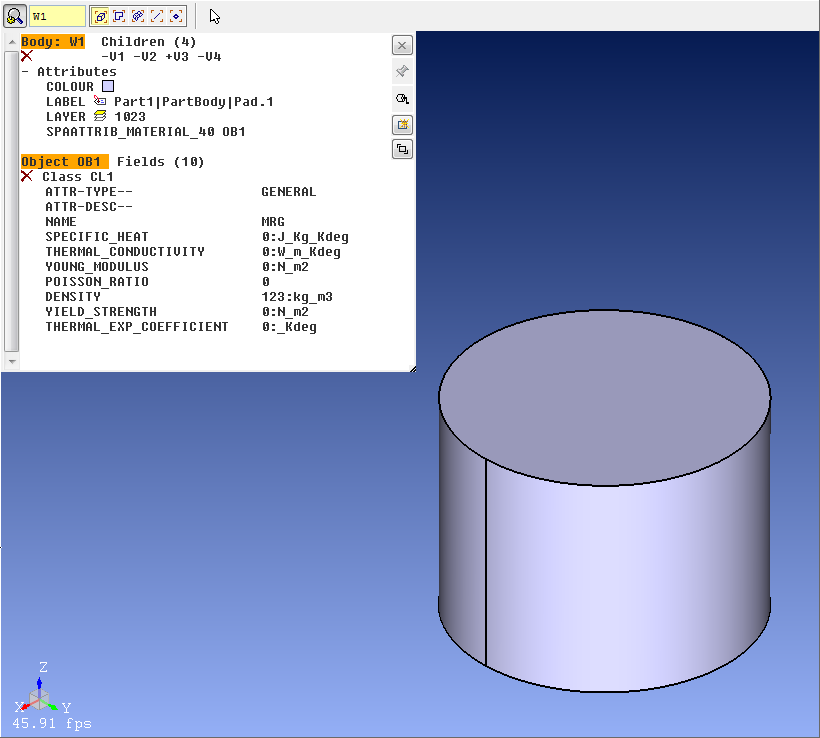 W1
Body: W1 Children (4)
-V1 -V2 +V3 -V4
- Attributes
COLOUR
LABEL Part1|PartBody|Pad.1
LAYER 1023
SPAATTRIB_MATERIAL_40 OB1
Object OB1 Fields (10)
Class CL1
ATTR-TYPE-- GENERAL
ATTR-DESC--
NAME MRG
SPECIFIC_HEAT 0:J_Kg_Kdeg
THERMAL_CONDUCTIVITY 0:W_m_Kdeg
YOUNG_MODULUS 0:N_m2
POISSON_RATIO 0
DENSITY 123:kg_m3
YIELD_STRENGTH 0:N_m2
THERMAL_EXP_COEFFICIENT 0:_Kdeg
Z
X Y
45.91 fps